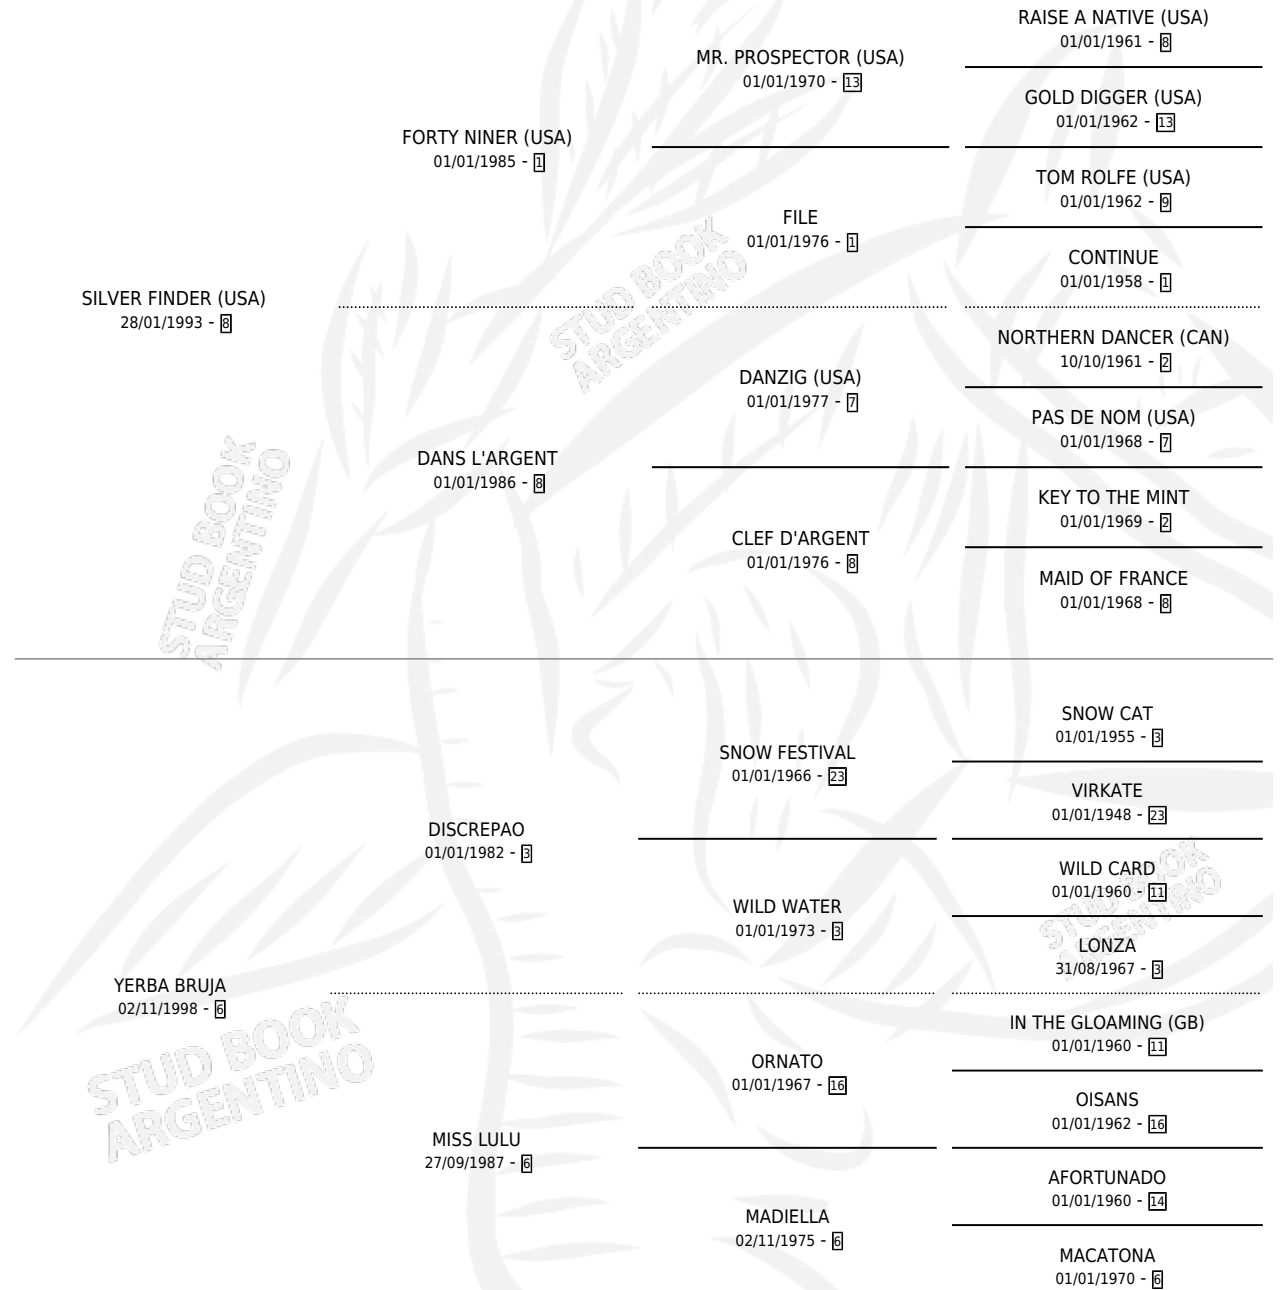 RAISE A NATIVE (USA)
01/01/1961 - 8
MR. PROSPECTOR (USA)
01/01/1970 - 13
GOLD DIGGER (USA)
01/01/1962 - 13
FORTY NINER (USA)
01/01/1985 - 1
TOM ROLFE (USA)
01/01/1962 - 9
FILE
01/01/1976 - 1
CONTINUE
01/01/1958 - 1
SILVER FINDER (USA)
28/01/1993 - 8
STUD BOOK
ARGENTINO
NORTHERN DANCER (CAN)
10/10/1961 - 2
DANZIG (USA)
01/01/1977 - 7
PAS DE NOM (USA)
01/01/1968 - 7
DANS L'ARGENT
01/01/1986 - 8
KEY TO THE MINT
01/01/1969 - 2
CLEF D'ARGENT
01/01/1976 - 8
MAID OF FRANCE
01/01/1968 - 8
STUD BOOK
ARGENTINO
SNOW CAT
01/01/1955 - 3
SNOW FESTIVAL
01/01/1966 - 23
VIRKATE
01/01/1948 - 23
DISCREPAO
01/01/1982 - 3
WILD CARD
01/01/1960 - 11
WILD WATER
01/01/1973 - 3
LONZA
31/08/1967 - 3
STUD BOOK
ARGENTINO
YERBA BRUJA
02/11/1998 - 6
STUD BOOK
ARGENTINO
IN THE GLOAMING (GB)
01/01/1960 - 11
ORNATO
01/01/1967 - 16
OISANS
01/01/1962 - 16
MISS LULU
27/09/1987 - 6
AFORTUNADO
01/01/1960 - 14
MADIELLA
02/11/1975 - 6
MACATONA
01/01/1970 - 6